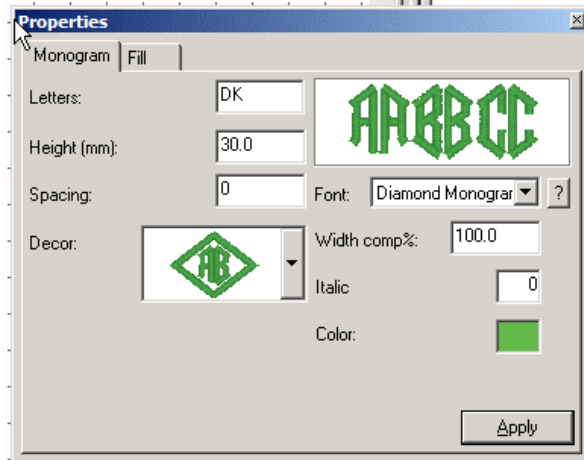 Properties
Monogram Fill
Letters: DK
AABBCC
Height (mm): 30.0
Spacing: 0 Font: Diamond Monograr ?
Decor: AB Width comp%: 100.0
Italic 0
Color:
Apply